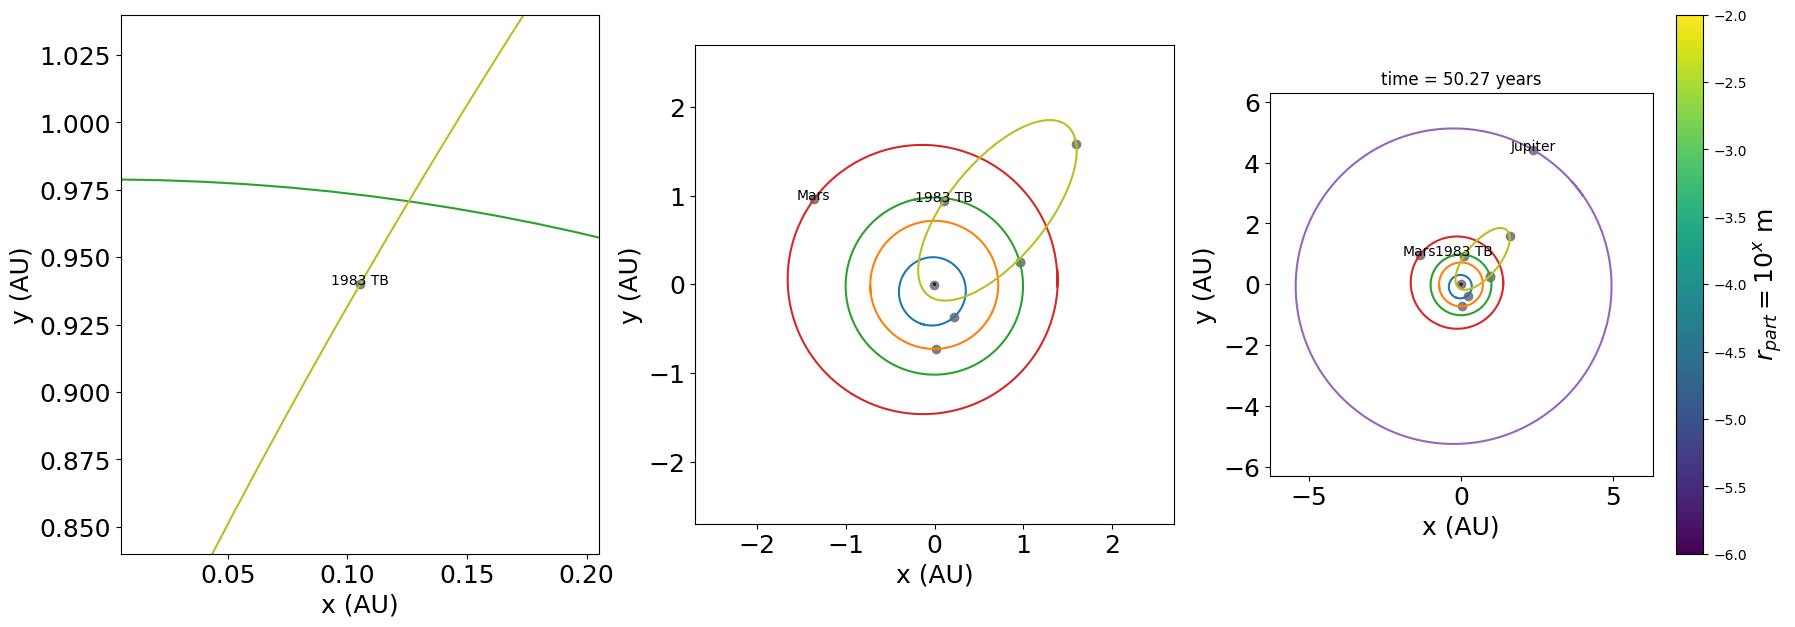 1.025
1.000
0.975
0.950
0.925
0.900
0.875
0.850
y (AU)
1983 TB
0.05
0.10
0.15
0.20
x (AU)
2
1
0
−1
−2
y (AU)
Mars
1983 TB
−2
−1
0
1
2
x (AU)
time = 50.27 years
6
4
2
0
−2
−4
−6
y (AU)
Jupiter
Mars
1983 TB
−5
0
5
x (AU)
−2.0
−2.5
−3.0
−3.5
−4.0
−4.5
−5.0
−5.5
−6.0
r_part = 10^x m